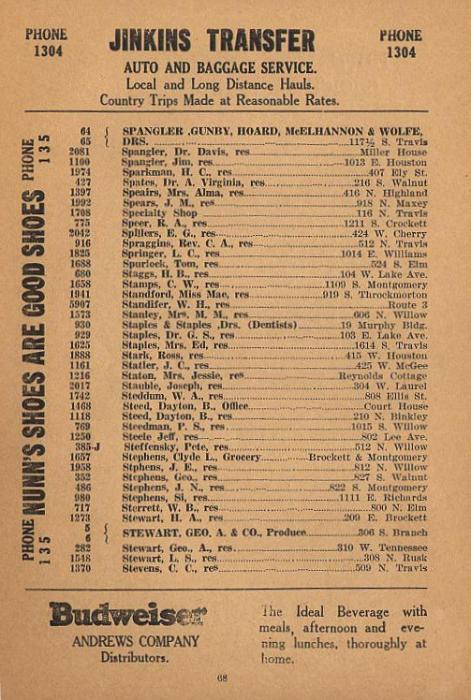 PHONE 1304 JINKINS TRANSFER PHONE 1304
AUTO AND BAGGAGE SERVICE.
Local and Long Distance Hauls.
Country Trips Made at Reasonable Rates.
PHONE 135 NUNN'S SHOES ARE GOOD SHOES PHONE 135
64 { SPANGLER ,GUNBY, HOARD, McELHANNON & WOLFE,
65 { DRS. 117½ S. Travis
2081 Spangler, Dr. Davis, res Miller House
1100 Spangler, Jim, res 1013 E. Houston
1974 Sparkman, H. C., res 407 Ely St.
427 Spates, Dr. A. Virginia, res 216 S. Walnut
1397 Speairs, Mrs. Alma, res 416 N. Highland
1992 Spears, J. M., res 918 N. Maxey
1708 Specialty Shop 116 N. Travis
775 Speer, R. A., res 1211 S. Crockett
2042 Spillers, E. G., res 424 W. Cherry
916 Spraggins, Rev. C. A., res 512 N. Travis
1825 Springer, L. C., res 1014 E. Williams
1688 Spurlock, Tom, res 524 S. Elm
680 Staggs, H. B., res 104 W. Lake Ave.
1658 Stamps, C. W., res 1109 S. Montgomery
1941 Standford, Miss Mae, res 919 S. Throckmorton
5907 Standifer, W. H., res Route 3
1573 Stanley, Mrs. M. M., res 606 N. Willow
930 Staples & Staples ,Drs. (Dentists) 19 Murphy Bldg.
929 Staples, Dr. G. S., res 103 E. Lake Ave.
1625 Staples, Mrs. Ed, res 1614 S. Travis
1888 Stark, Ross, res 415 W. Houston
1161 Statler, J. C., res 425 W. McGee
1216 Staton, Mrs. Jessie, res Reynolds Cottage
2017 Stauble, Joseph, res 304 W. Laurel
1742 Steddum, W. A., res 808 Ellis St.
1468 Steed, Dayton, B., Office Court House
1118 Steed, Dayton, B., res 210 N. Binkley
769 Steedman, P. S., res 1015 S. Willow
1250 Steele Jeff, res 802 Lee Ave.
385-J Steffensky, Pete, res 512 N. Willow
1657 Stephens, Clyde L., Grocery Brockett & Montgomery
1958 Stphens, J. E., res 812 N. Willow
352 Stephens, Geo., res 827 S. Walnut
486 Stephens, J. N., res 822 S. Montgomery
980 Stephens, Si, res 1111 E. Richards
717 Sterrett, W. B., res 800 N. Elm
1273 Stewart, H. A., res 209 E. Brockett
5 {
6 { STEWART, GEO, A. & CO., Produce 306 S. Branch
282 Stewart, Geo., A., res 310 W. Tennessee
1548 Stewart, L. S., res 308 N. Rusk
1370 Stevens, C. C., res 509 N. Travis
Budweiser
ANDREWS COMPANY
Distributors.
The Ideal Beverage with
meals, afternoon and eve-
ning lunches, thoroughly at
home.
68